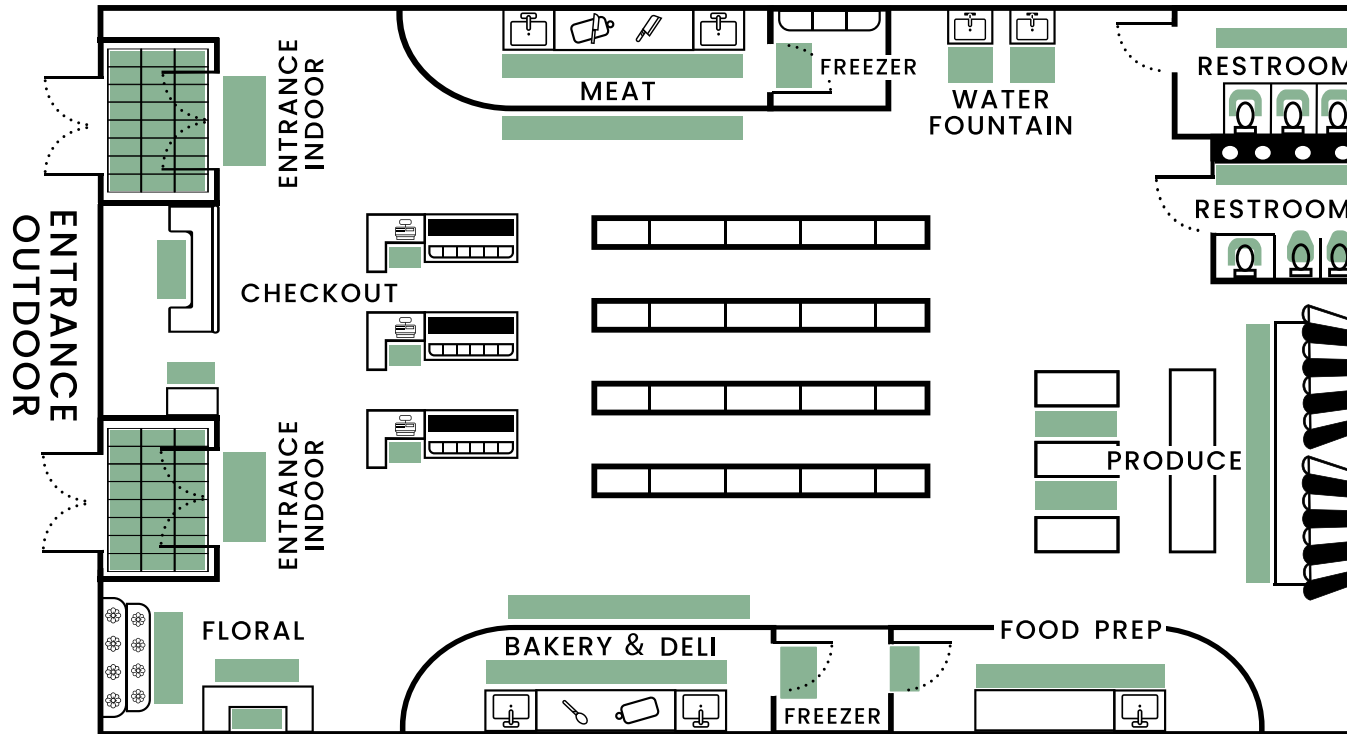 ENTRANCE
INDOOR
MEAT
FREEZER
WATER
FOUNTAIN
RESTROOM
RESTROOM
ENTRANCE
OUTDOOR
CHECKOUT
ENTRANCE
INDOOR
PRODUCE
FLORAL
BAKERY & DELI
FREEZER
FOOD PREP